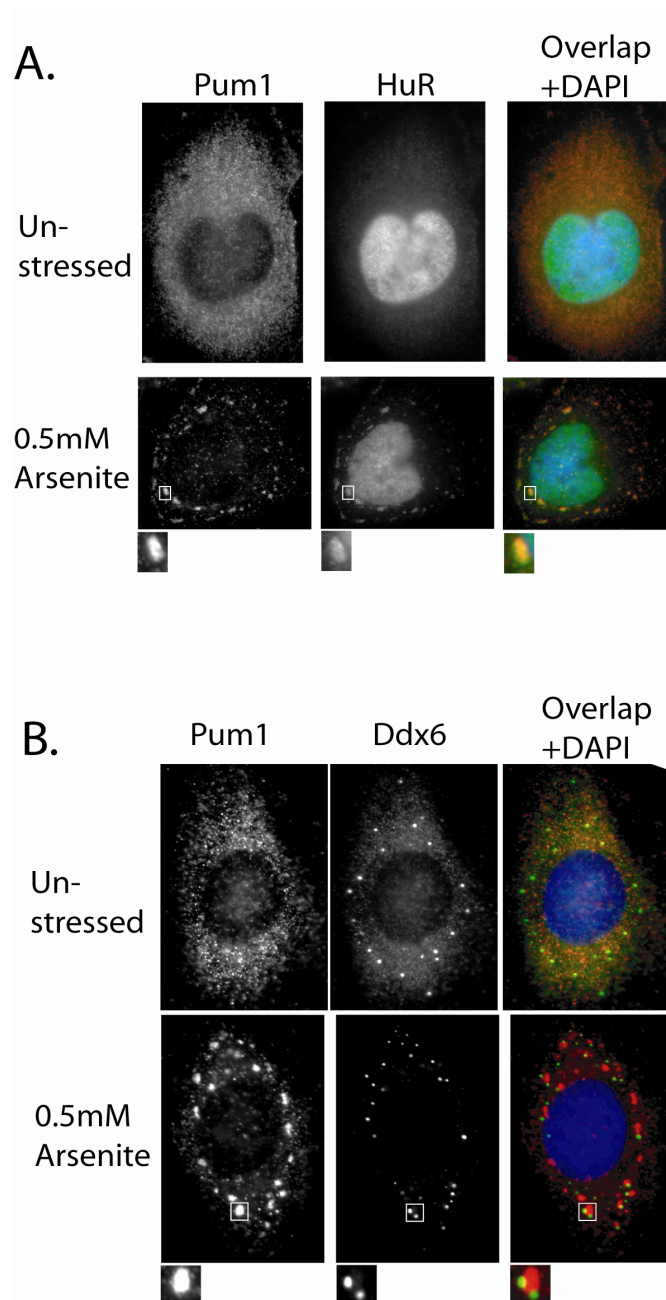 A.
Pum1 HuR Overlap
+DAPI
Un-
stressed
0.5mM
Arsenite
B.
Pum1 Ddx6 Overlap
+DAPI
Un-
stressed
0.5mM
Arsenite